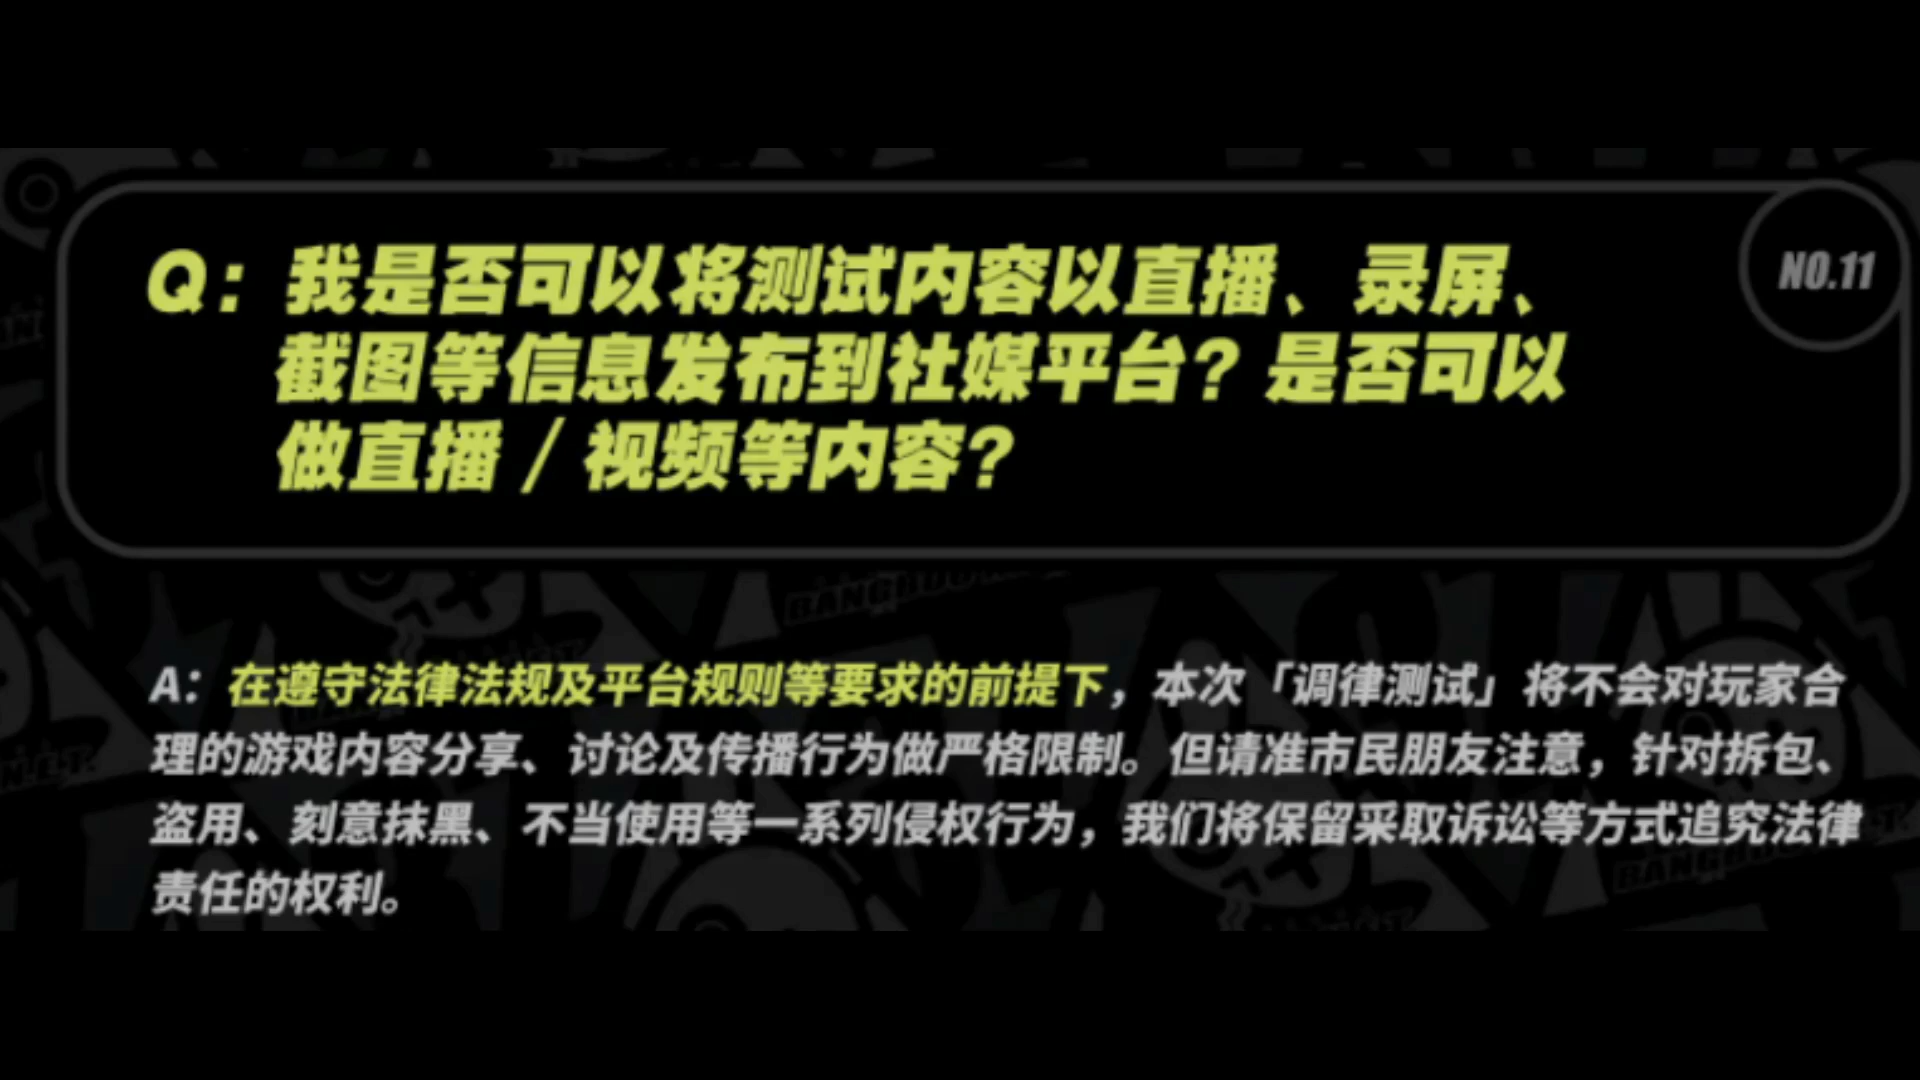 Q：我是否可以将测试内容以直播、录屏、
截图等信息发布到社媒平台？是否可以
做直播／视频等内容？
NO.11
A：在遵守法律法规及平台规则等要求的前提下，本次「调律测试」将不会对玩家合
理的游戏内容分享、讨论及传播行为做严格限制。但请准市民朋友注意，针对拆包、
盗用、刻意抹黑、不当使用等一系列侵权行为，我们将保留采取诉讼等方式追究法律
责任的权利。